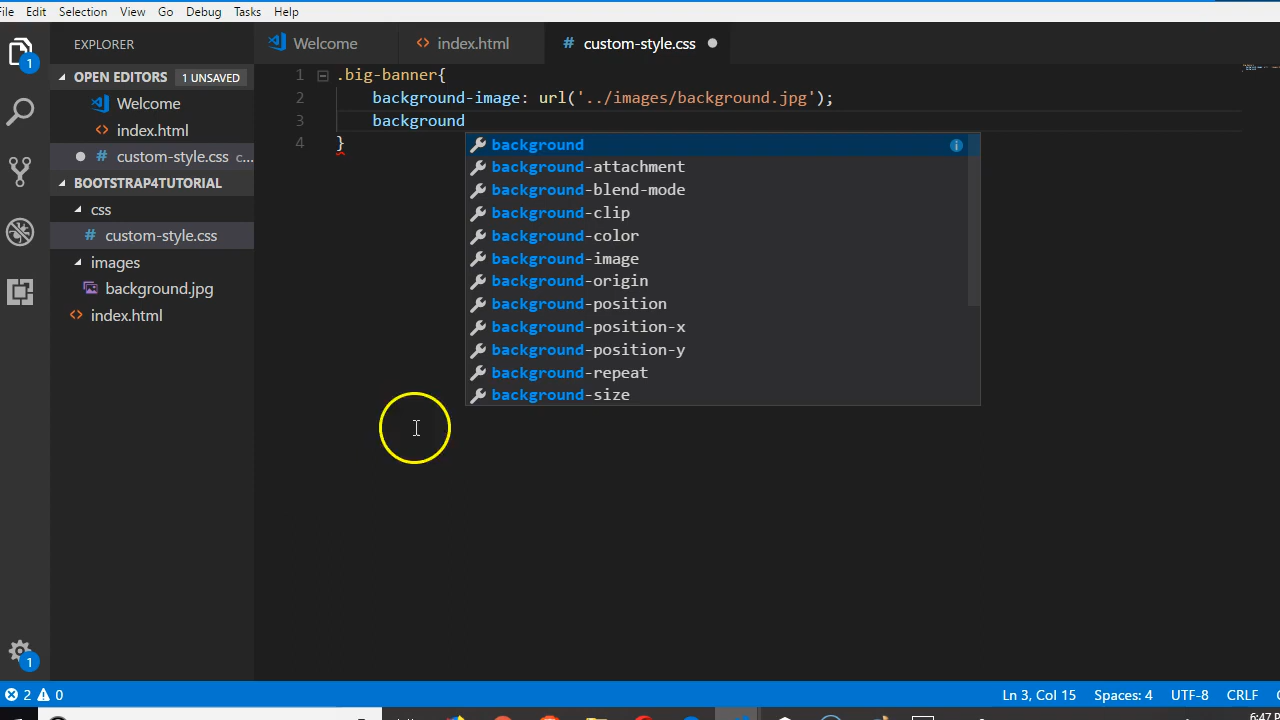 File Edit Selection View Go Debug Tasks Help
EXPLORER
Welcome
index.html
# custom-style.css
OPEN EDITORS 1 UNSAVED
Welcome
<> index.html
# custom-style.css c...
BOOTSTRAP4TUTORIAL
css
# custom-style.css
images
background.jpg
<> index.html
1
1
1 .big-banner{
2 background-image: url('../images/background.jpg');
3 background
4 }
background
background-attachment
background-blend-mode
background-clip
background-color
background-image
background-origin
background-position
background-position-x
background-position-y
background-repeat
background-size
2 0
Ln 3, Col 15 Spaces: 4 UTF-8 CRLF